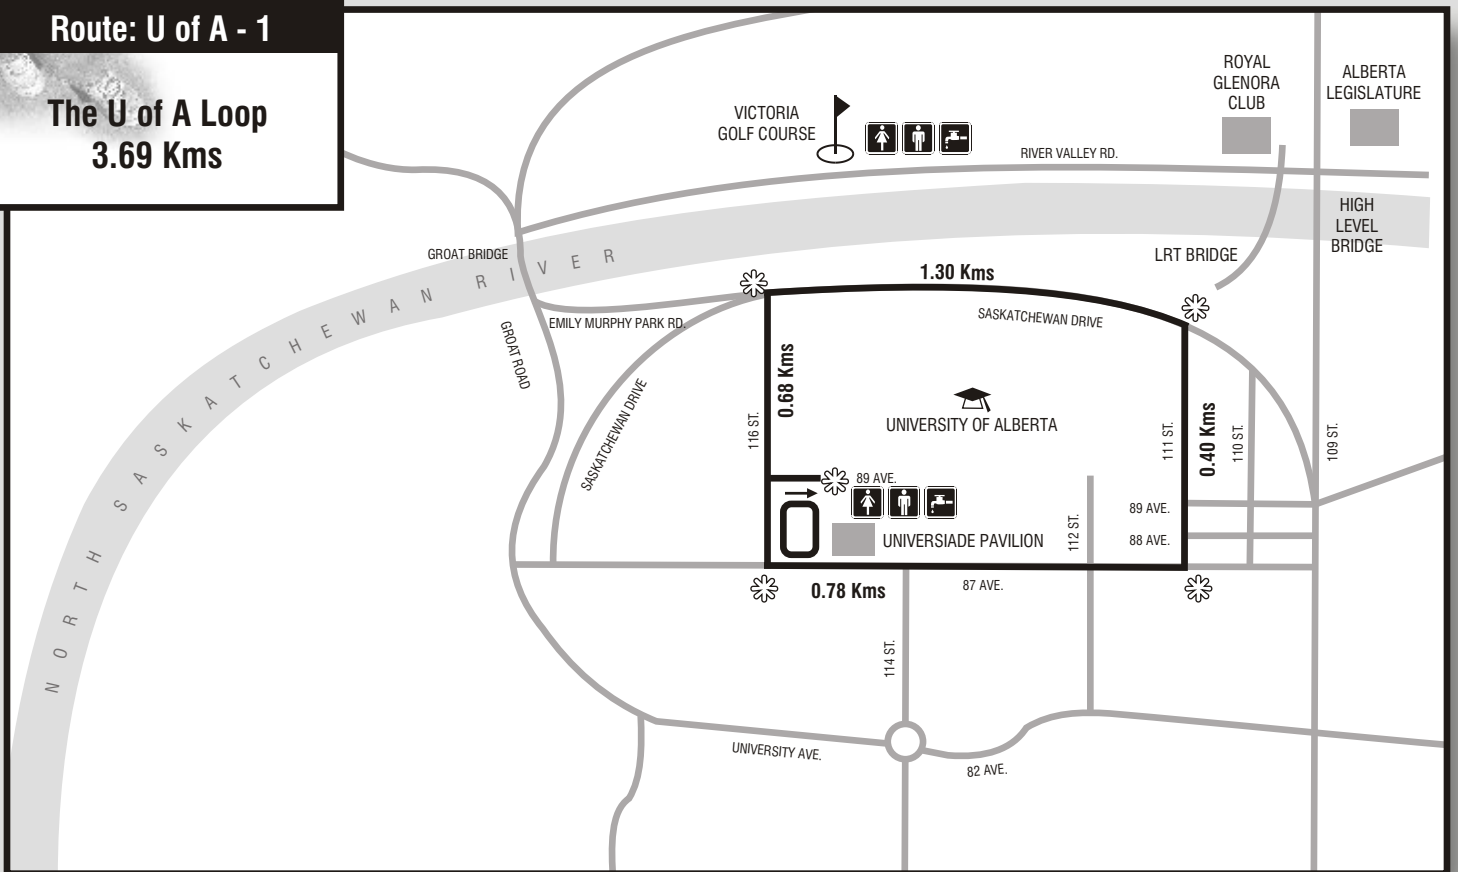 Route: U of A - 1
The U of A Loop
3.69 Kms
VICTORIA
GOLF COURSE
ROYAL
GLENORA
CLUB
ALBERTA
LEGISLATURE
RIVER VALLEY RD.
HIGH
LEVEL
BRIDGE
LRT BRIDGE
GROAT BRIDGE
NORTH SASKATCHEWAN RIVER
1.30 Kms
SASKATCHEWAN DRIVE
EMILY MURPHY PARK RD.
GROAT ROAD
SASKATCHEWAN DRIVE
116 ST.
0.68 Kms
UNIVERSITY OF ALBERTA
111 ST.
0.40 Kms
110 ST.
109 ST.
89 AVE.
89 AVE.
88 AVE.
112 ST.
UNIVERSIADE PAVILION
0.78 Kms
87 AVE.
114 ST.
UNIVERSITY AVE.
82 AVE.